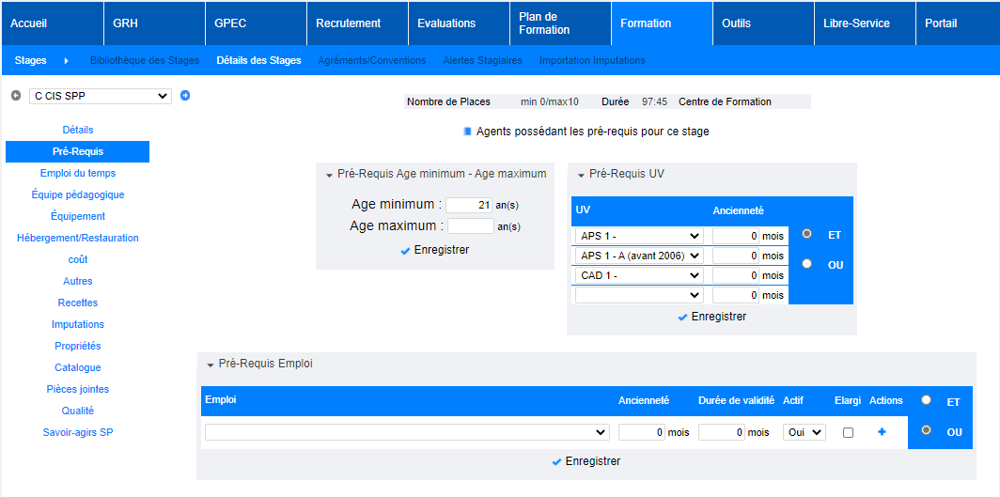 Accueil GRH GPEC Recrutement Evaluations Plan de Formation Formation Outils Libre-Service Portail
Stages Bibliothèque des Stages Détails des Stages Agréments/Conventions Alertes Stagiaires Importation Imputations
C CIS SPP
Nombre de Places min 0/max10 Durée 97:45 Centre de Formation
Agents possédant les pré-requis pour ce stage
Détails
Pré-Requis
Emploi du temps
Équipe pédagogique
Équipement
Hébergement/Restauration
coût
Autres
Recettes
Imputations
Propriétés
Catalogue
Pièces jointes
Qualité
Savoir-agirs SP
Pré-Requis Age minimum - Age maximum
Age minimum : 21 an(s)
Age maximum : an(s)
Enregistrer
Pré-Requis UV
UV Ancienneté
APS 1 - 0 mois ET
APS 1 - A (avant 2006) 0 mois OU
CAD 1 - 0 mois
0 mois
Enregistrer
Pré-Requis Emploi
Emploi Ancienneté Durée de validité Actif Elargi Actions ET
0 mois 0 mois Oui OU
Enregistrer